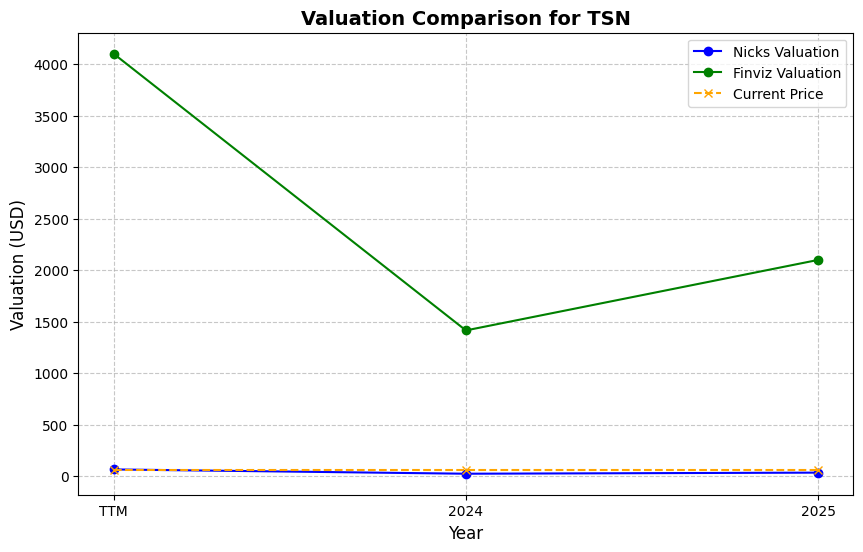 Valuation Comparison for TSN
Nicks Valuation
Finviz Valuation
Current Price
Valuation (USD)
4000
3500
3000
2500
2000
1500
1000
500
0
TTM
2024
2025
Year